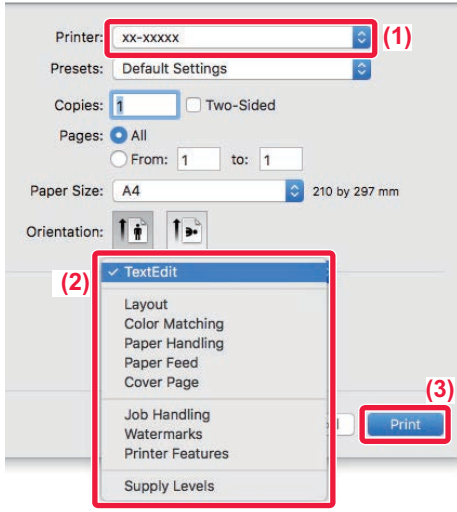 Printer: xx-xxxxx (1)
Presets: Default Settings
Copies: 1 Two-Sided
Pages: All
From: 1 to: 1
Paper Size: A4 210 by 297 mm
Orientation:
(2) ✓ TextEdit
Layout
Color Matching
Paper Handling
Paper Feed
Cover Page
(3)
Job Handling
Watermarks
Printer Features
Print
Supply Levels